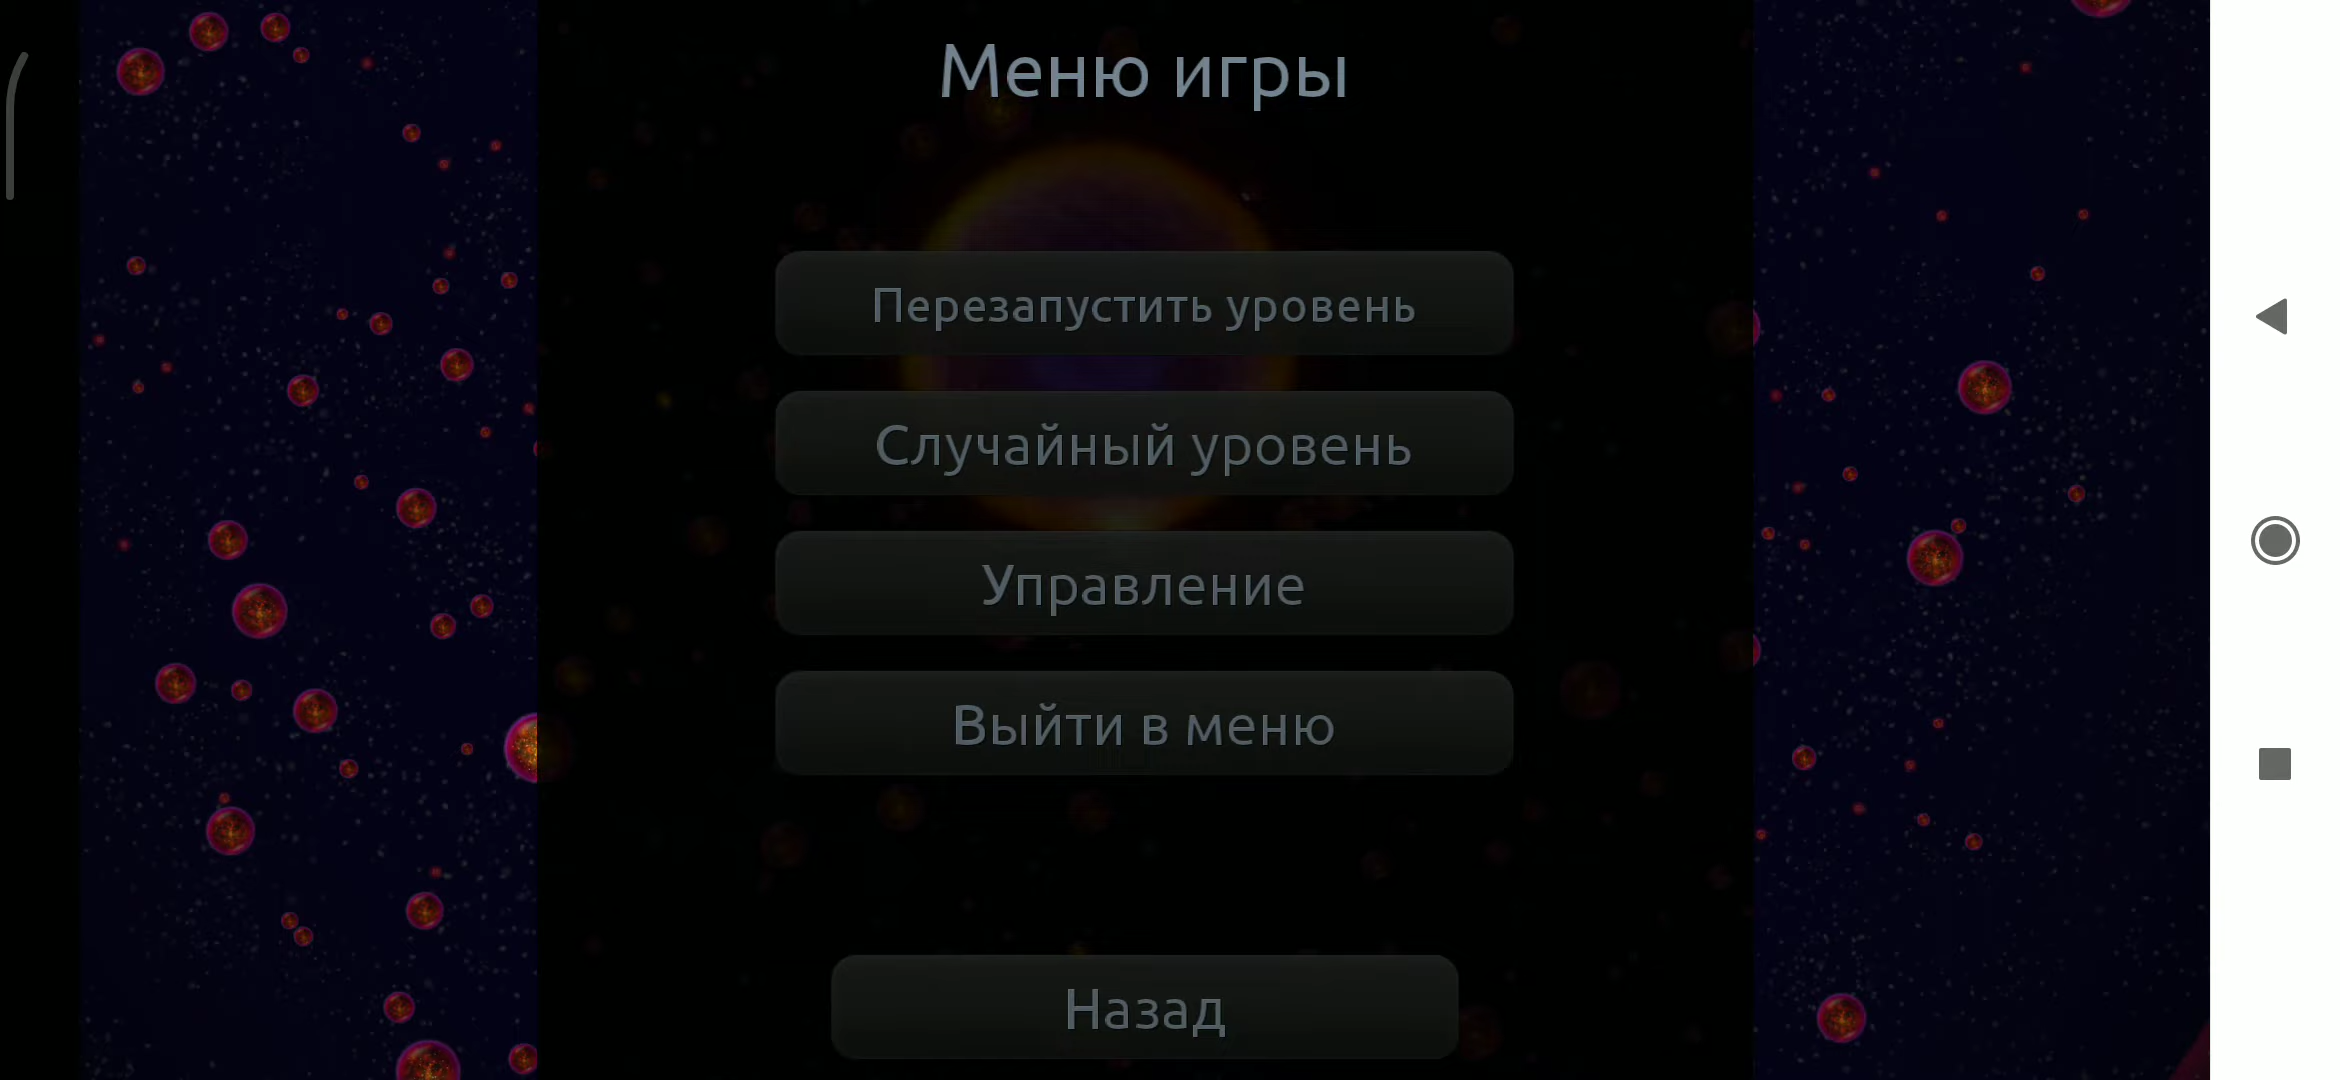 Меню игры
Перезапустить уровень
Случайный уровень
Управление
Выйти в меню
Назад